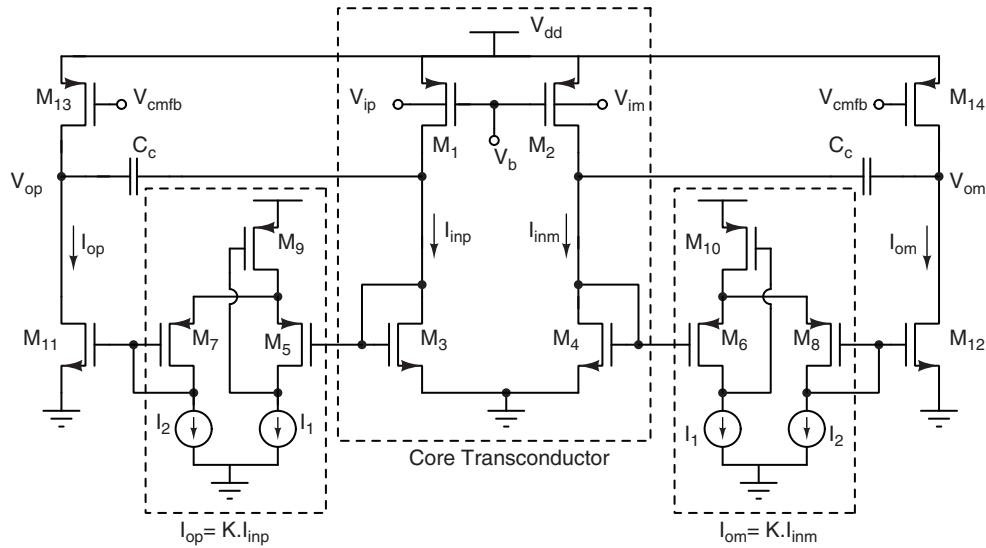 V_dd
M_13
V_cmfb
V_ip
V_im
V_cmfb
M_14
M_1
M_2
V_b
C_c
C_c
V_op
V_om
I_op
M_9
I_inp
I_inm
M_10
I_om
M_11
M_7
M_5
M_3
M_4
M_6
M_8
M_12
I_2
I_1
I_1
I_2
Core Transconductor
I_op= K.I_inp
I_om= K.I_inm